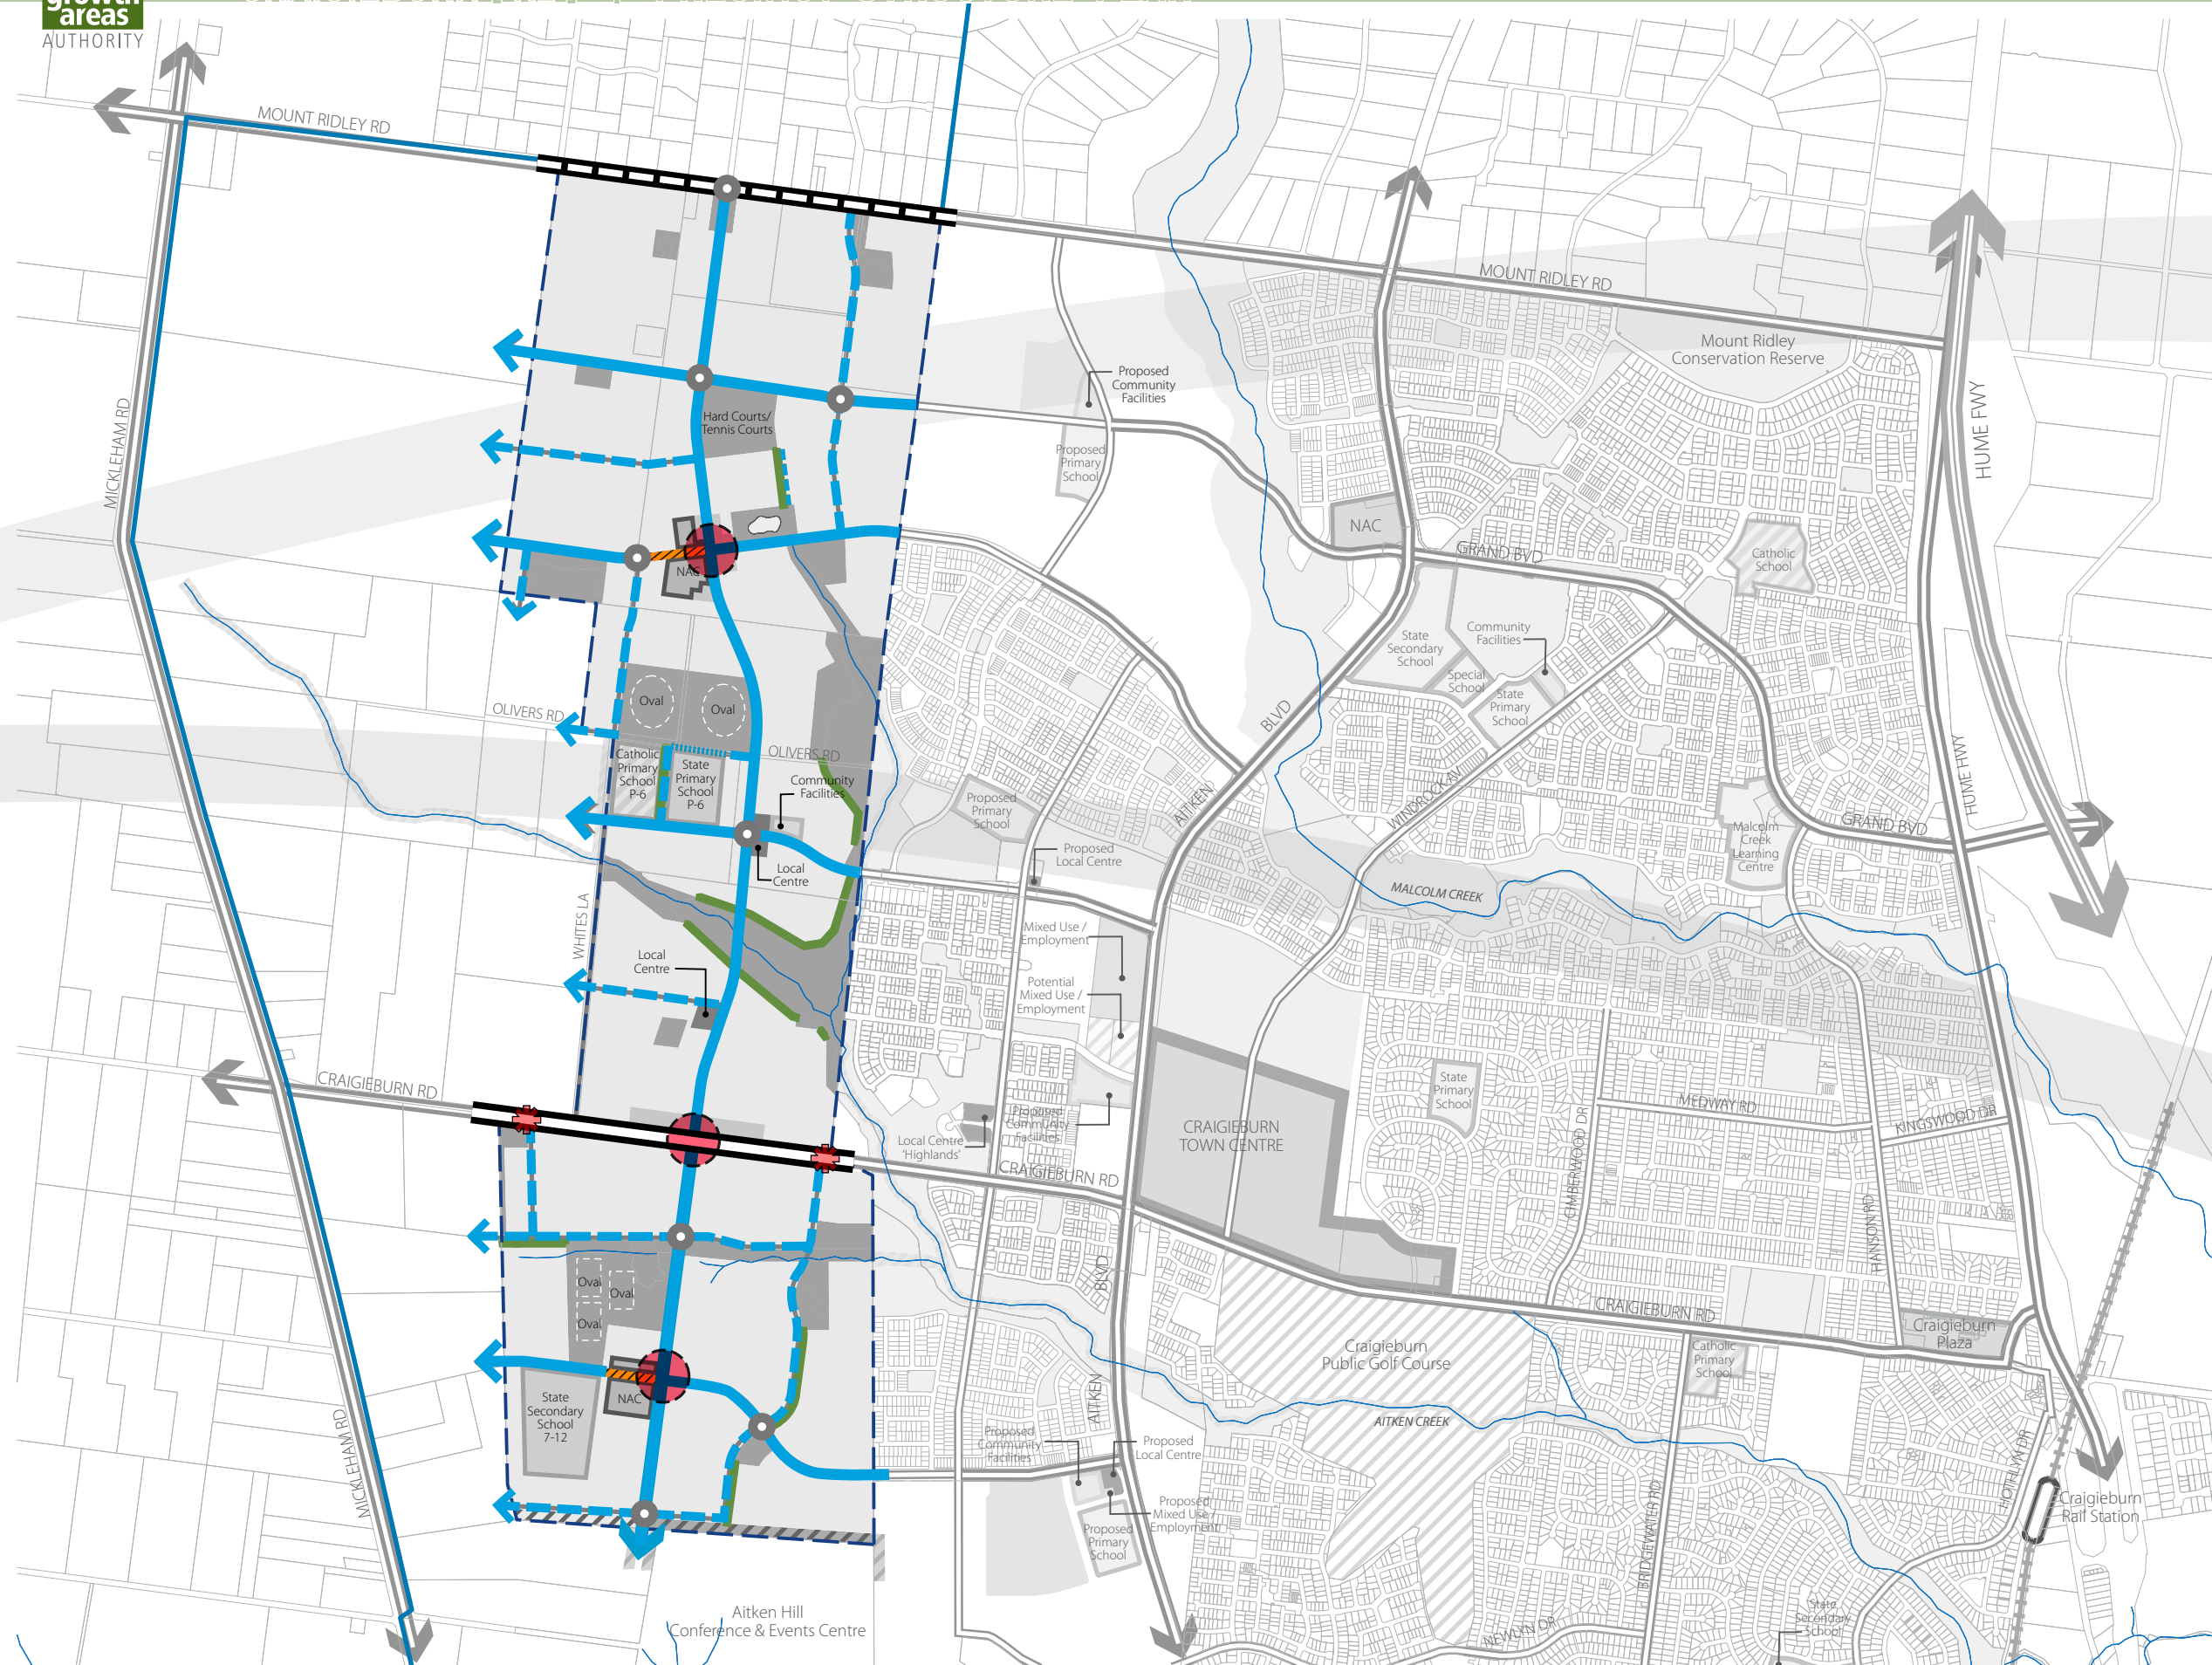 growth
areas
AUTHORITY
MOUNT RIDLEY RD
MOUNT RIDLEY RD
Mount Ridley
Conservation Reserve
HUME FWY
MICKLEHAM RD
Proposed
Community
Facilities
Hard Courts/
Tennis Courts
Proposed
Primary
School
NAC
GRAND BVD
Catholic
School
NAC
State
Secondary
School
Community
Facilities
Special
School
State
Primary
School
Oval
Oval
OLIVERS RD
OLIVERS RD
BLVD
AITKEN
WINDROCK AV
HUME HWY
Catholic
Primary
School
P-6
State
Primary
School
P-6
Community
Facilities
Proposed
Primary
School
Malcolm
Creek
Learning
Centre
GRAND BVD
Proposed
Local Centre
Local
Centre
MALCOLM CREEK
WHITES LA
Mixed Use /
Employment
Local
Centre
Potential
Mixed Use /
Employment
CRAIGIEBURN RD
State
Primary
School
MEDWAY RD
KINGSWOOD DR
Proposed
Community
Facilities
Local Centre
'Highlands'
CRAIGIEBURN
TOWN CENTRE
CRAIGIEBURN RD
CIMBERWOOD DR
HANSON RD
BLVD
Oval
Oval
Oval
CRAIGIEBURN RD
Craigieburn
Plaza
Craigieburn
Public Golf Course
Catholic
Primary
School
State
Secondary
School
7-12
NAC
AITKEN
AITKEN CREEK
MICKLEHAM RD
Proposed
Community
Facilities
Proposed
Local Centre
HOTHLYN DR
BRIDGEWATER RD
Craigieburn
Rail Station
Proposed
Mixed Use /
Employment
Proposed
Primary
School
Aitken Hill
Conference & Events Centre
NEWLYN DR
State
Secondary
School